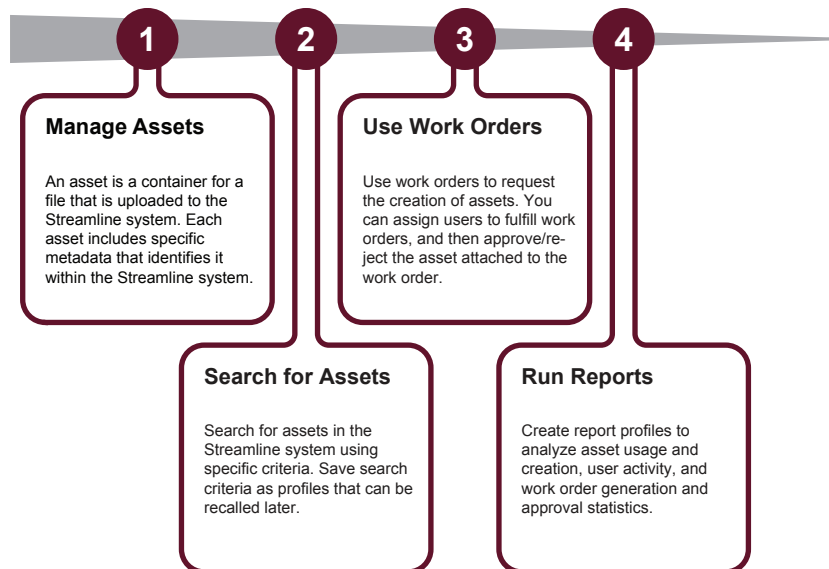 1
2
3
4
Manage Assets
An asset is a container for a
file that is uploaded to the
Streamline system. Each
asset includes specific
metadata that identifies it
within the Streamline system.
Search for Assets
Search for assets in the
Streamline system using
specific criteria. Save search
criteria as profiles that can be
recalled later.
Use Work Orders
Use work orders to request
the creation of assets. You
can assign users to fulfill work
orders, and then approve/re-
ject the asset attached to the
work order.
Run Reports
Create report profiles to
analyze asset usage and
creation, user activity, and
work order generation and
approval statistics.